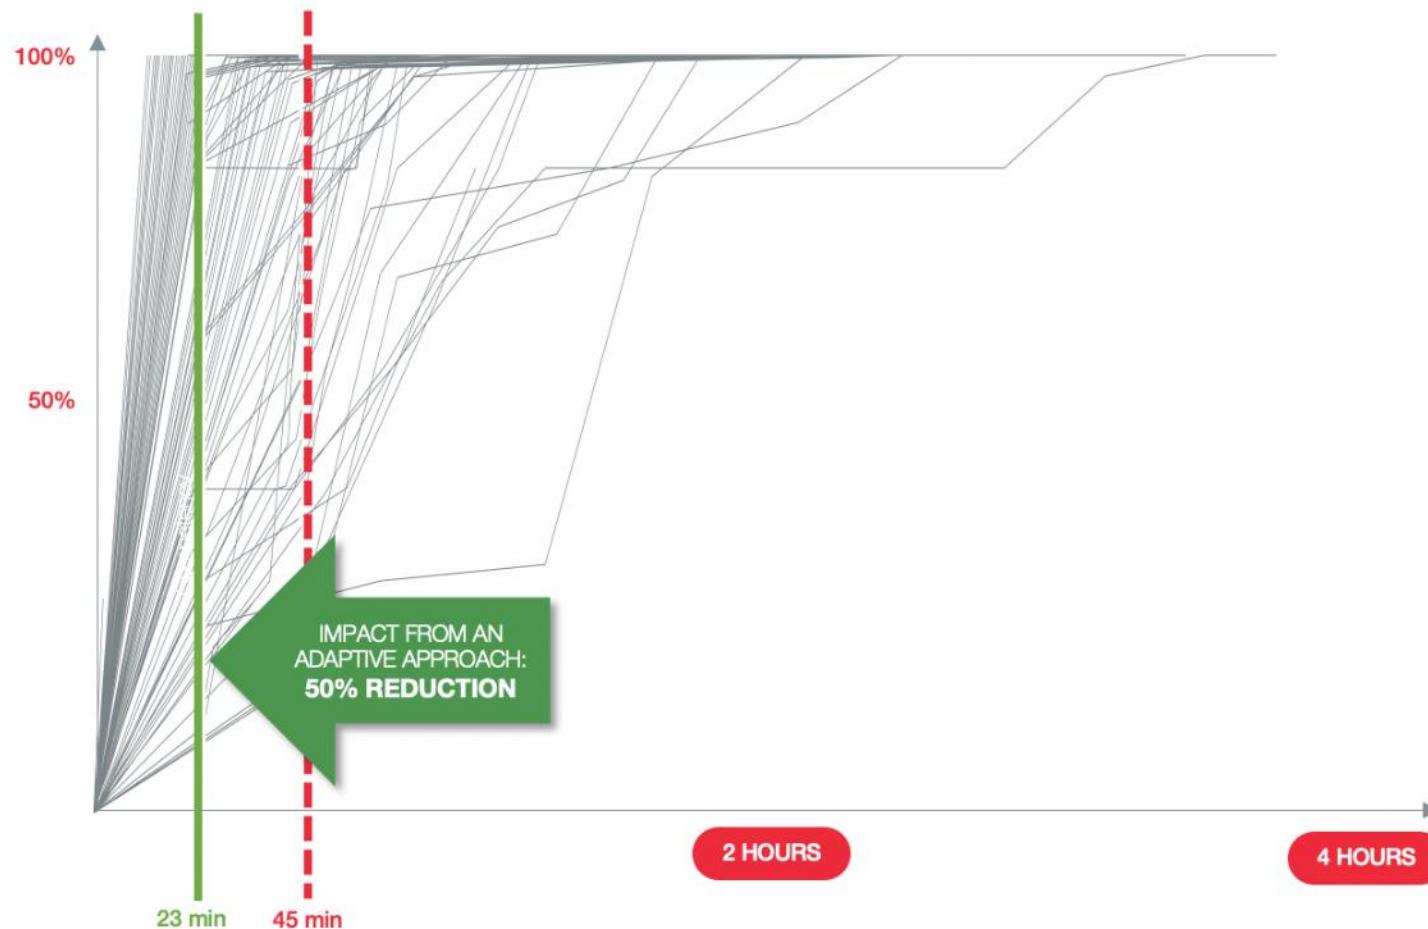 100%
50%
IMPACT FROM AN
ADAPTIVE APPROACH:
50% REDUCTION
2 HOURS
4 HOURS
23 min
45 min